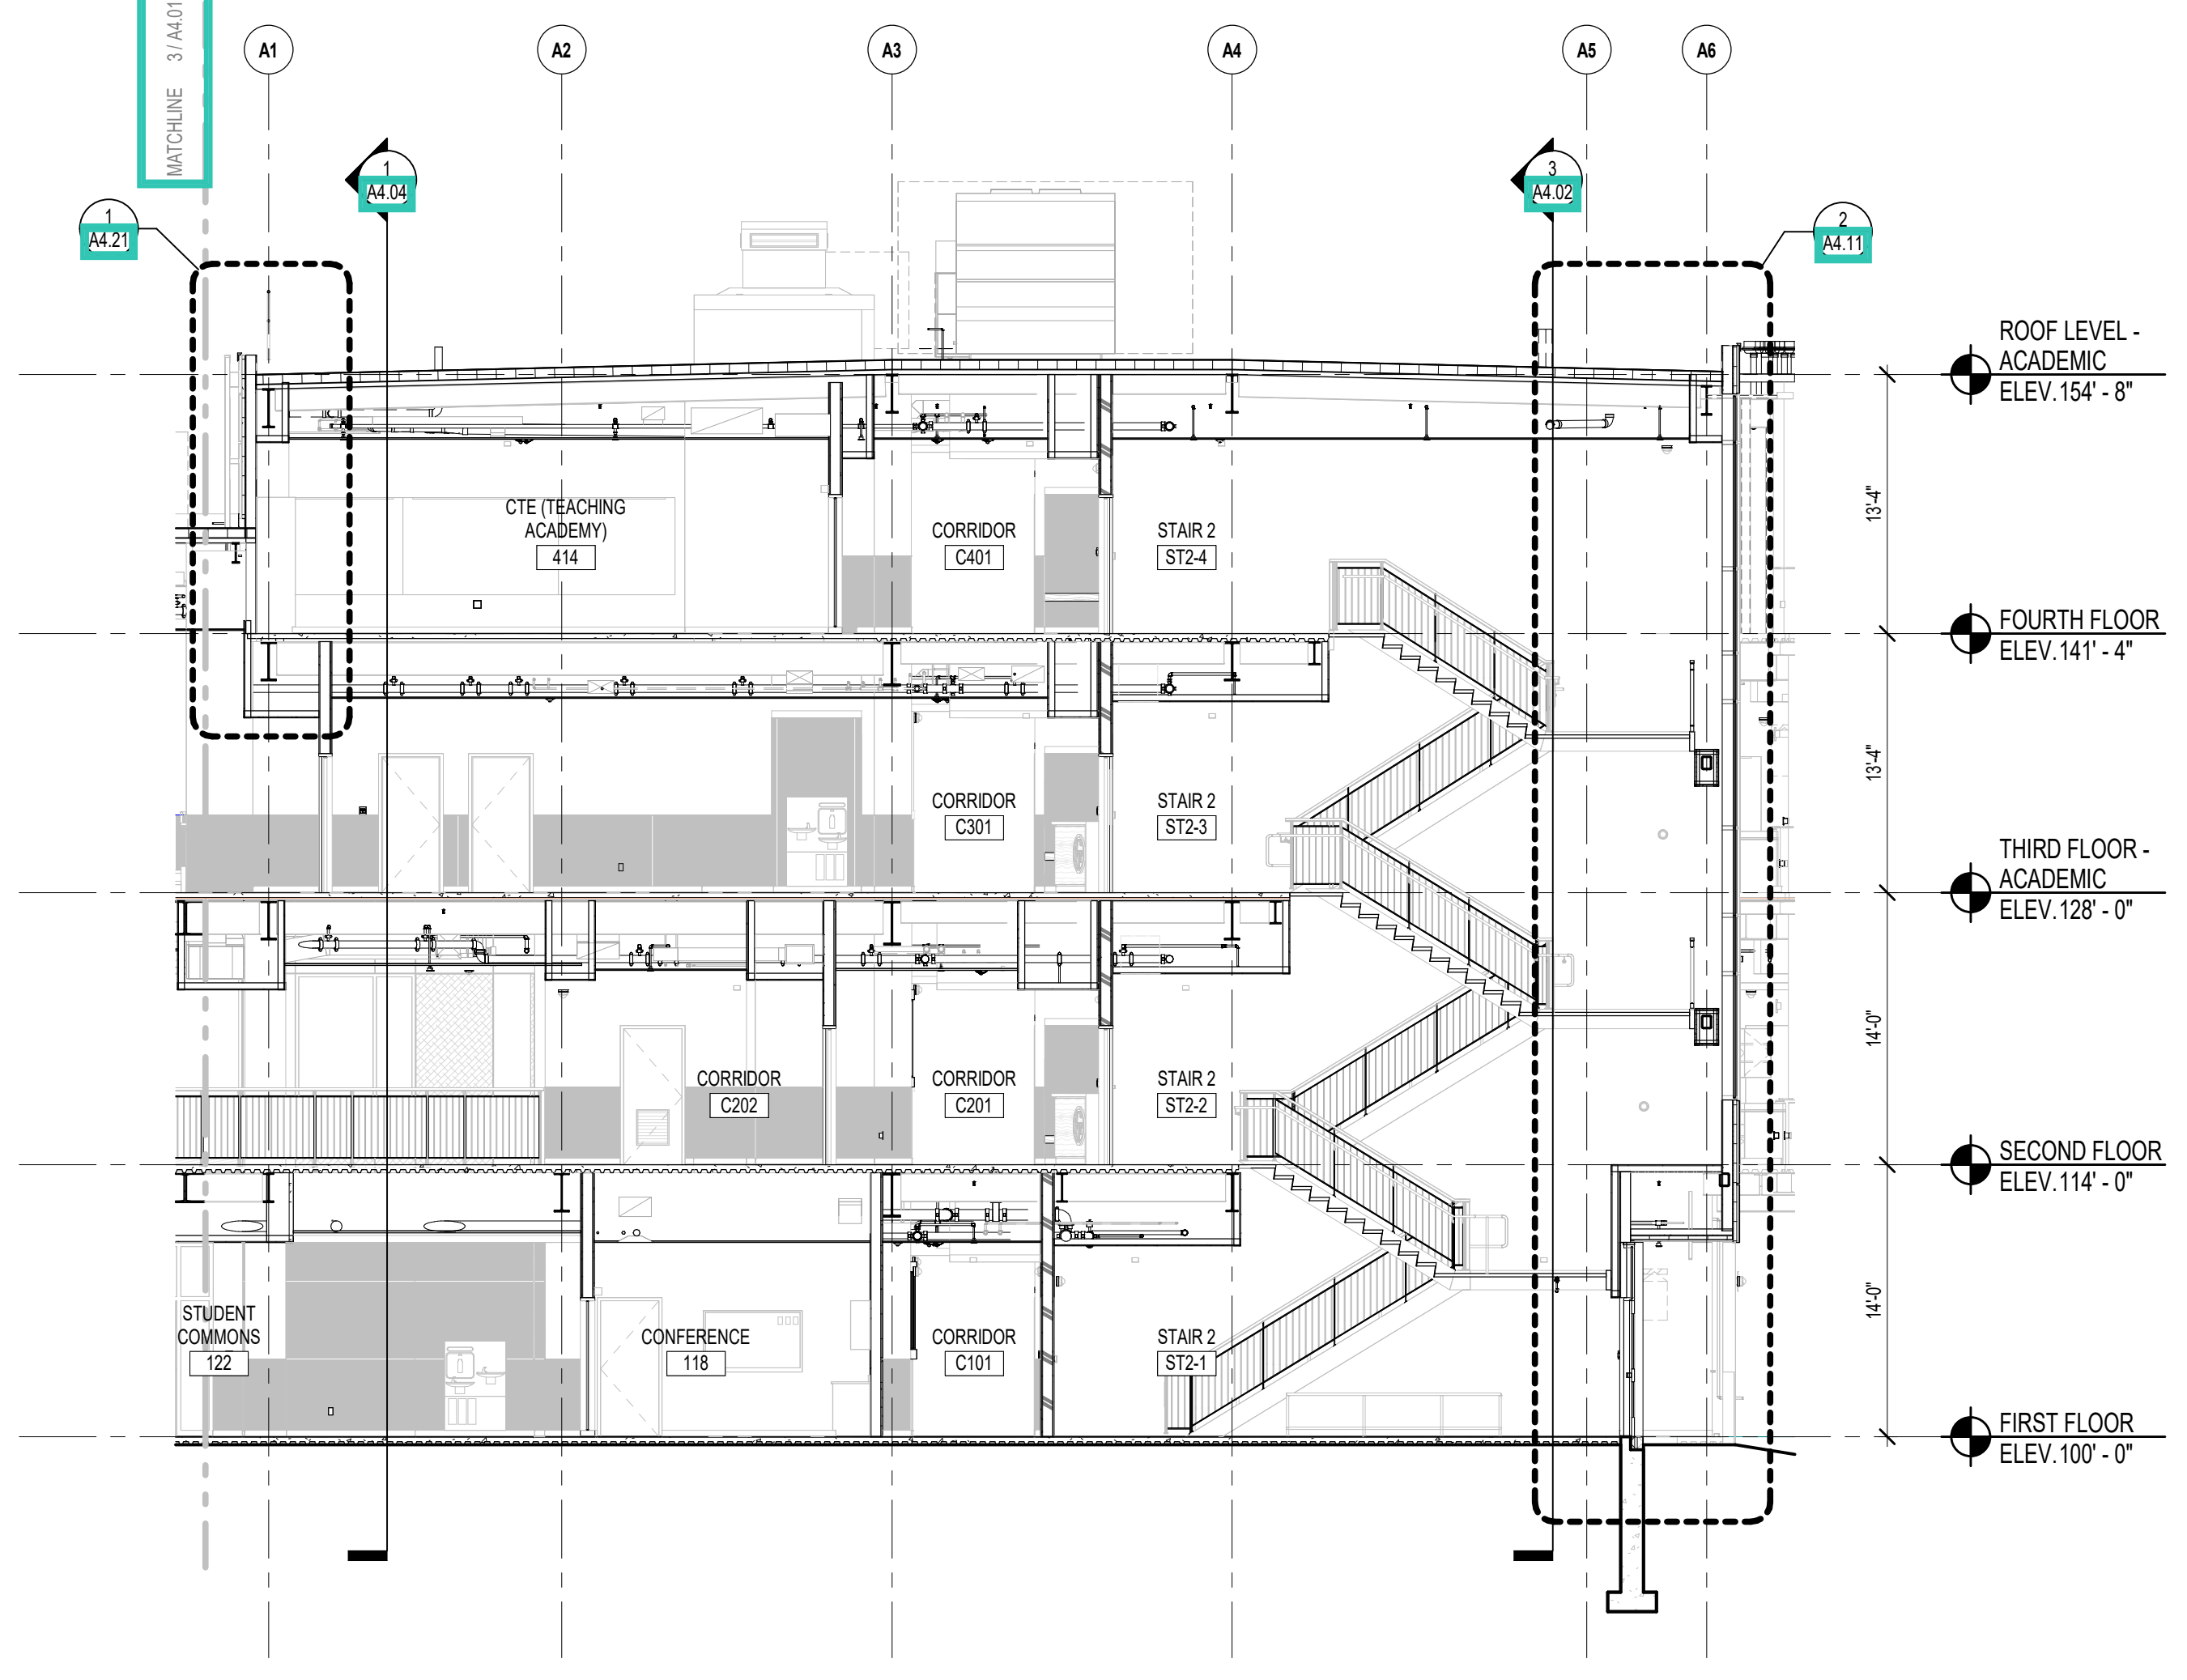 MATCHLINE 3 / A4.01
A1
A2
A3
A4
A5
A6
1
A4.04
3
A4.02
1
A4.21
2
A4.11
ROOF LEVEL -
ACADEMIC
ELEV. 154' - 8"
13'-4"
CTE (TEACHING
ACADEMY)
414
CORRIDOR
C401
STAIR 2
ST2-4
FOURTH FLOOR
ELEV. 141' - 4"
13'-4"
CORRIDOR
C301
STAIR 2
ST2-3
THIRD FLOOR -
ACADEMIC
ELEV. 128' - 0"
14'-0"
CORRIDOR
C202
CORRIDOR
C201
STAIR 2
ST2-2
SECOND FLOOR
ELEV. 114' - 0"
14'-0"
STUDENT
COMMONS
122
CONFERENCE
118
CORRIDOR
C101
STAIR 2
ST2-1
FIRST FLOOR
ELEV. 100' - 0"